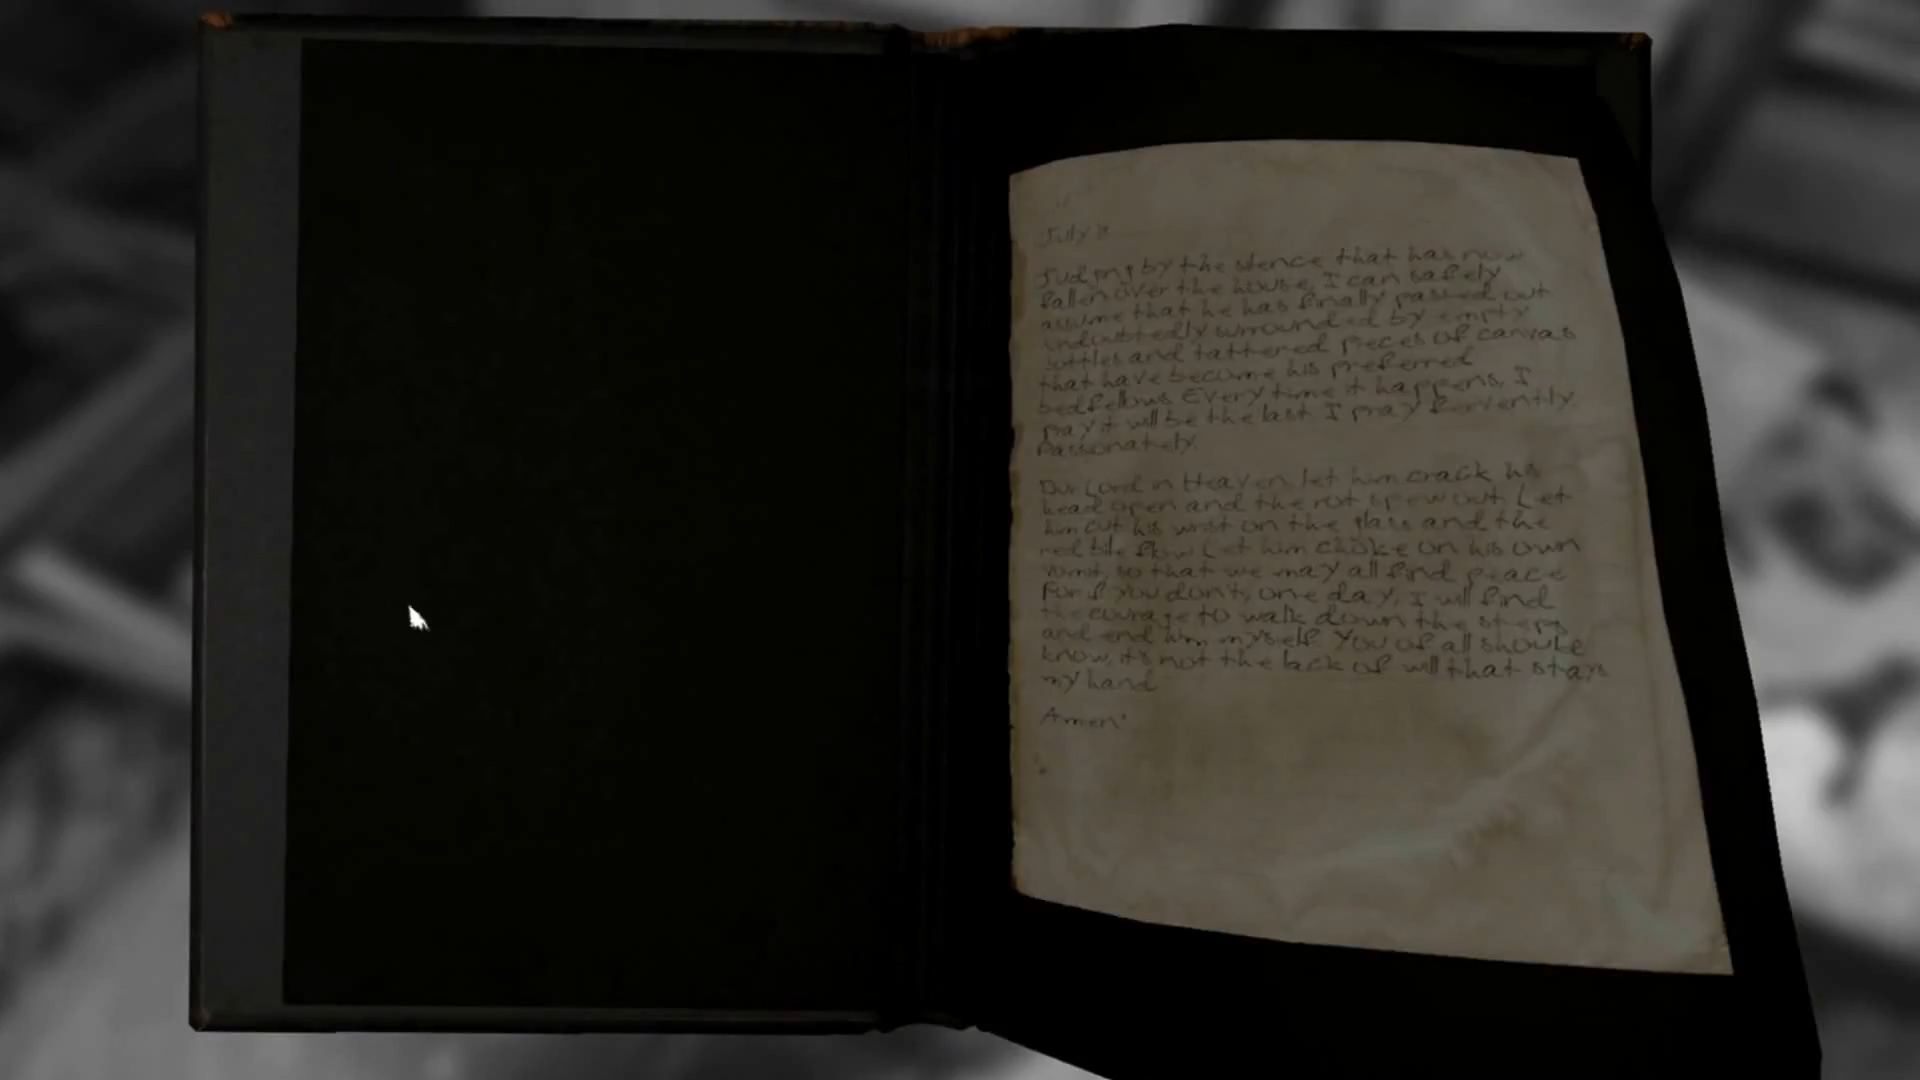 July
Judging by the silence that has now
fallen over the house, I can safely
assume that he has finally passed out
undoubtedly surrounded by empty
bottles and tattered pieces of canvas
that have become his preferred
bedfellows. Every time it happens, I
pray it will be the last. I pray fervently.
Passionately.
Our Lord in Heaven, let him crack his
head open and the rot spew out. Let
him cut his wrist on the glass and the
red bile flow. Let him choke on his own
vomit, so that we may all find peace
For if you don't, one day, I will find
the courage to walk down the steps
and end him myself. You of all should
know, it's not the lack of will that stays
my hand
Amen